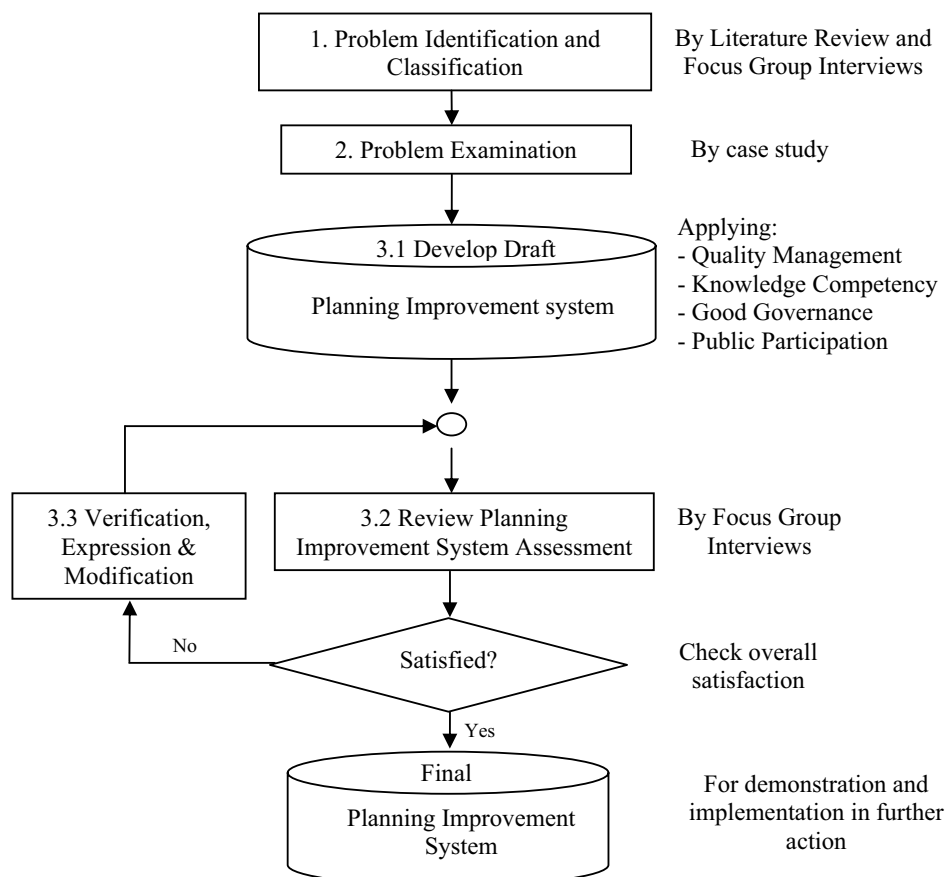 1. Problem Identification and
Classification
By Literature Review and
Focus Group Interviews
2. Problem Examination
By case study
3.1 Develop Draft
Planning Improvement system
Applying:
- Quality Management
- Knowledge Competency
- Good Governance
- Public Participation
3.3 Verification,
Expression &
Modification
3.2 Review Planning
Improvement System Assessment
By Focus Group
Interviews
No
Satisfied?
Check overall
satisfaction
Yes
Final
Planning Improvement
System
For demonstration and
implementation in further
action